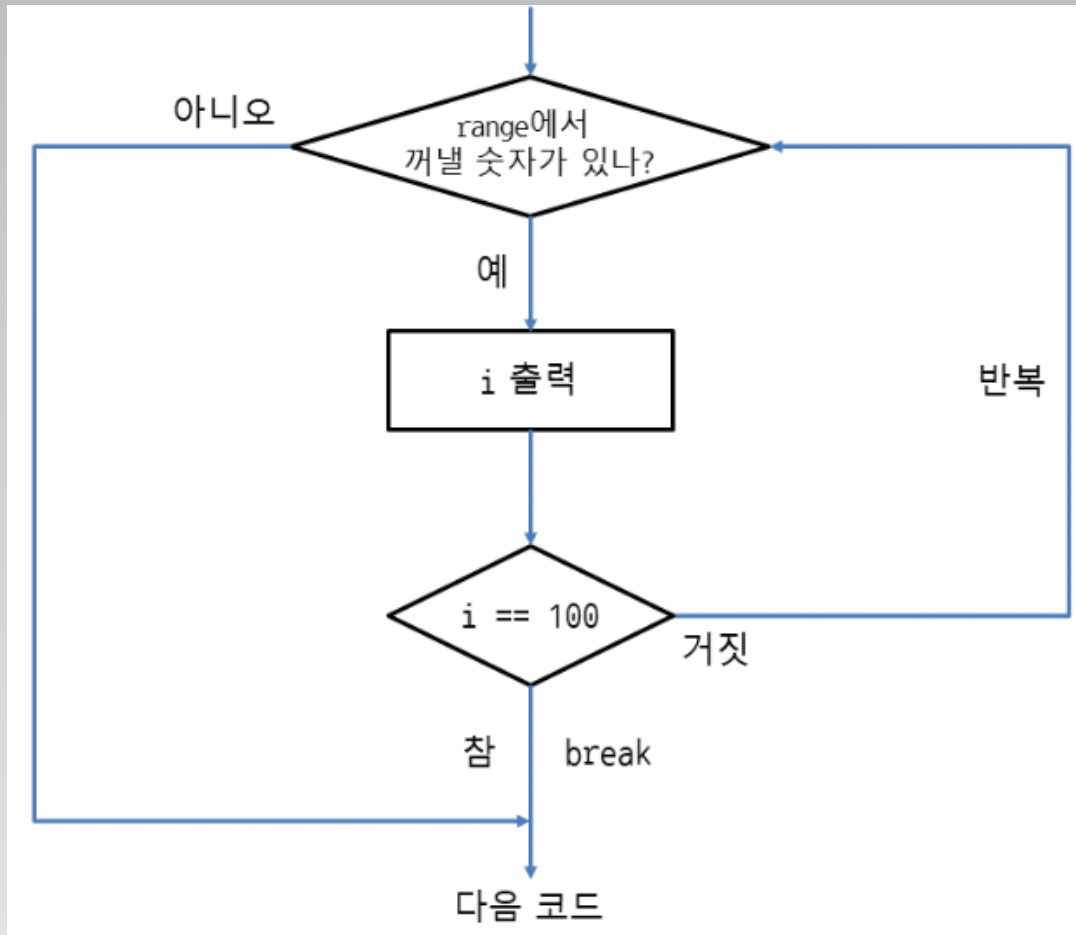 아니오
range에서
꺼낼 숫자가 있나?
예
i 출력
반복
i == 100
거짓
참
break
다음 코드